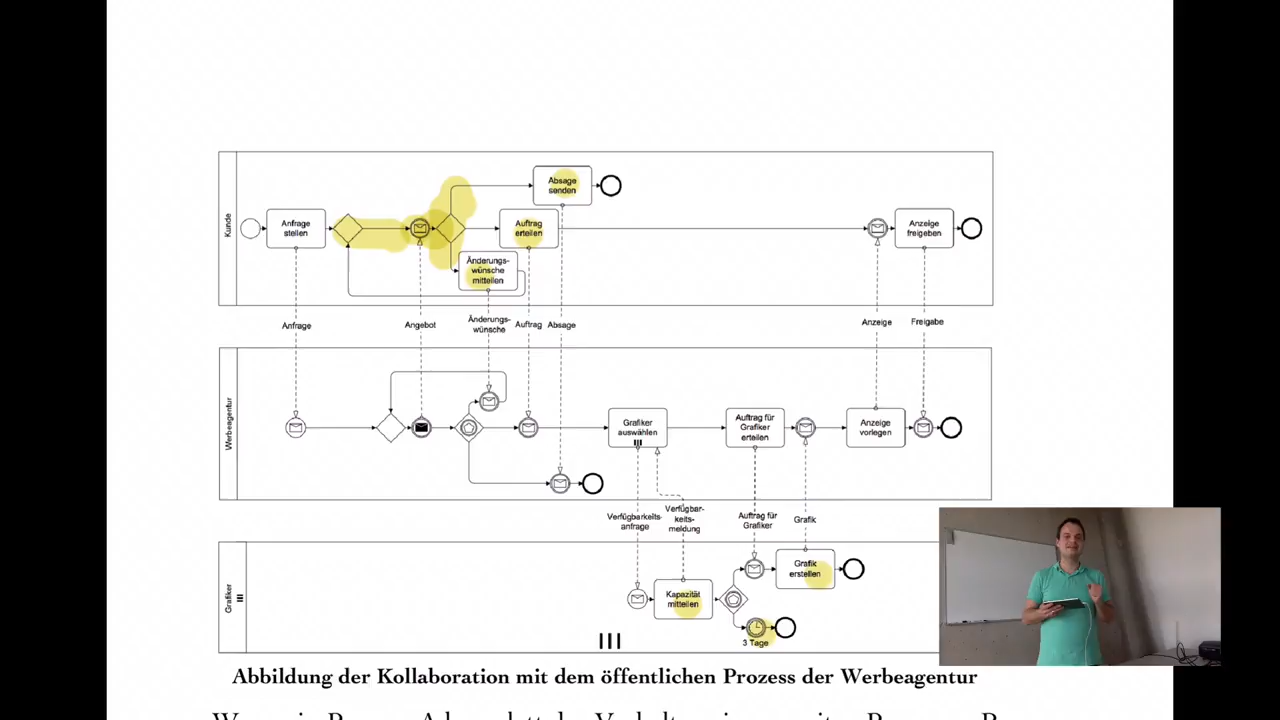 Kunde
Absage
senden
Anfrage
stellen
Auftrag
erteilen
Änderungs-
wünsche
mitteilen
Anzeige
freigeben
Anfrage
Angebot
Änderungs-
wünsche
Auftrag
Absage
Anzeige
Freigabe
Werbeagentur
Grafiker
auswählen
Auftrag für
Grafiker
erteilen
Anzeige
vorlegen
Verfügbarkeits-
anfrage
Verfügbar-
keits-
meldung
Auftrag für
Grafiker
Grafik
Grafiker
Kapazität
mitteilen
Grafik
erstellen
3 Tage
Abbildung der Kollaboration mit dem öffentlichen Prozess der Werbeagentur